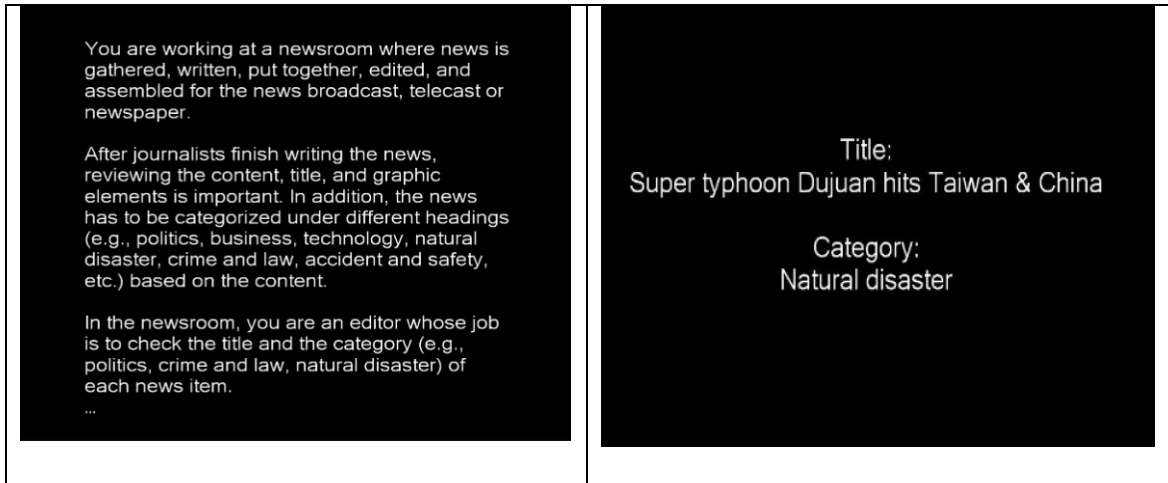 You are working at a newsroom where news is
gathered, written, put together, edited, and
assembled for the news broadcast, telecast or
newspaper.
After journalists finish writing the news,
reviewing the content, title, and graphic
elements is important. In addition, the news
has to be categorized under different headings
(e.g., politics, business, technology, natural
disaster, crime and law, accident and safety,
etc.) based on the content.
In the newsroom, you are an editor whose job
is to check the title and the category (e.g.,
politics, crime and law, natural disaster) of
each news item.
...
Title:
Super typhoon Dujuan hits Taiwan & China
Category:
Natural disaster